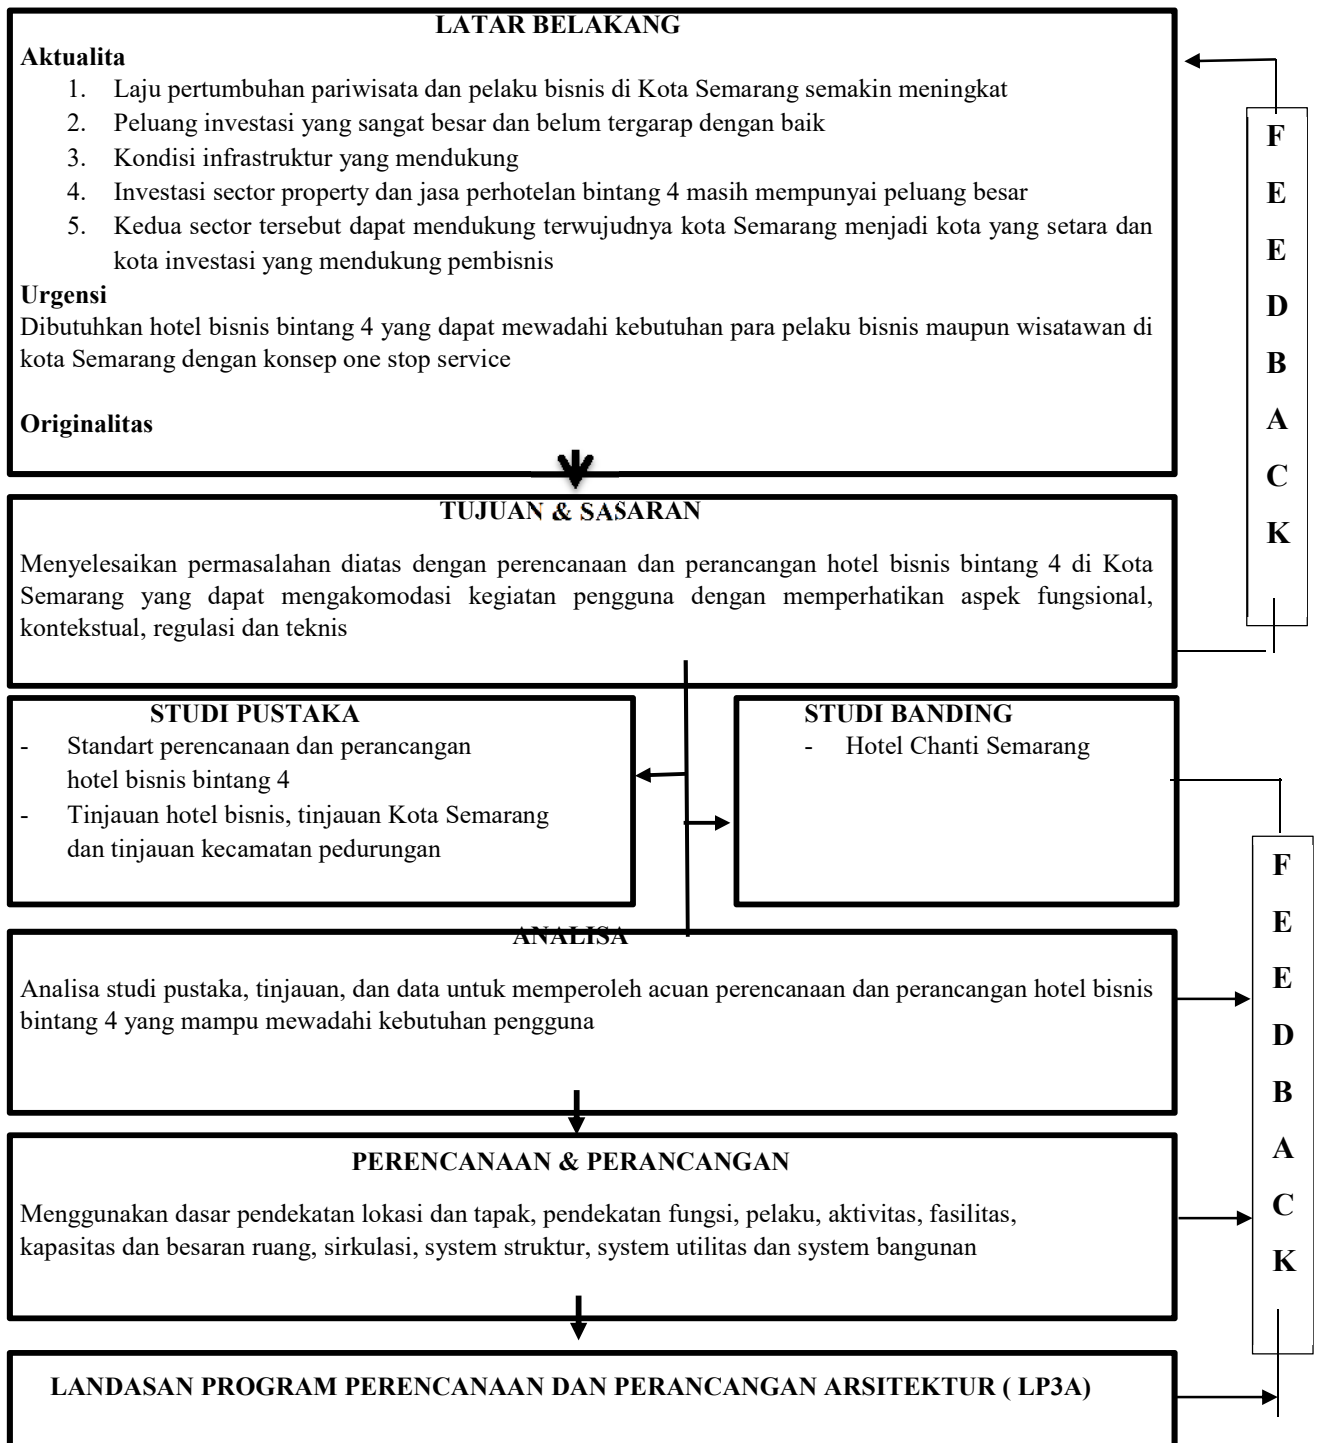 LATAR BELAKANG
Aktualita
1. Laju pertumbuhan pariwisata dan pelaku bisnis di Kota Semarang semakin meningkat
2. Peluang investasi yang sangat besar dan belum tergarap dengan baik
3. Kondisi infrastruktur yang mendukung
4. Investasi sector property dan jasa perhotelan bintang 4 masih mempunyai peluang besar
5. Kedua sector tersebut dapat mendukung terwujudnya kota Semarang menjadi kota yang setara dan
kota investasi yang mendukung pembisnis
Urgensi
Dibutuhkan hotel bisnis bintang 4 yang dapat mewadahi kebutuhan para pelaku bisnis maupun wisatawan di
kota Semarang dengan konsep one stop service
Originalitas
F
E
E
D
B
A
C
K
TUJUAN & SASARAN
Menyelesaikan permasalahan diatas dengan perencanaan dan perancangan hotel bisnis bintang 4 di Kota
Semarang yang dapat mengakomodasi kegiatan pengguna dengan memperhatikan aspek fungsional,
kontekstual, regulasi dan teknis
STUDI PUSTAKA
- Standart perencanaan dan perancangan
hotel bisnis bintang 4
- Tinjauan hotel bisnis, tinjauan Kota Semarang
dan tinjauan kecamatan pedurungan
STUDI BANDING
- Hotel Chanti Semarang
ANALISA
Analisa studi pustaka, tinjauan, dan data untuk memperoleh acuan perencanaan dan perancangan hotel bisnis
bintang 4 yang mampu mewadahi kebutuhan pengguna
F
E
E
D
B
A
C
K
PERENCANAAN & PERANCANGAN
Menggunakan dasar pendekatan lokasi dan tapak, pendekatan fungsi, pelaku, aktivitas, fasilitas,
kapasitas dan besaran ruang, sirkulasi, system struktur, system utilitas dan system bangunan
LANDASAN PROGRAM PERENCANAAN DAN PERANCANGAN ARSITEKTUR ( LP3A)